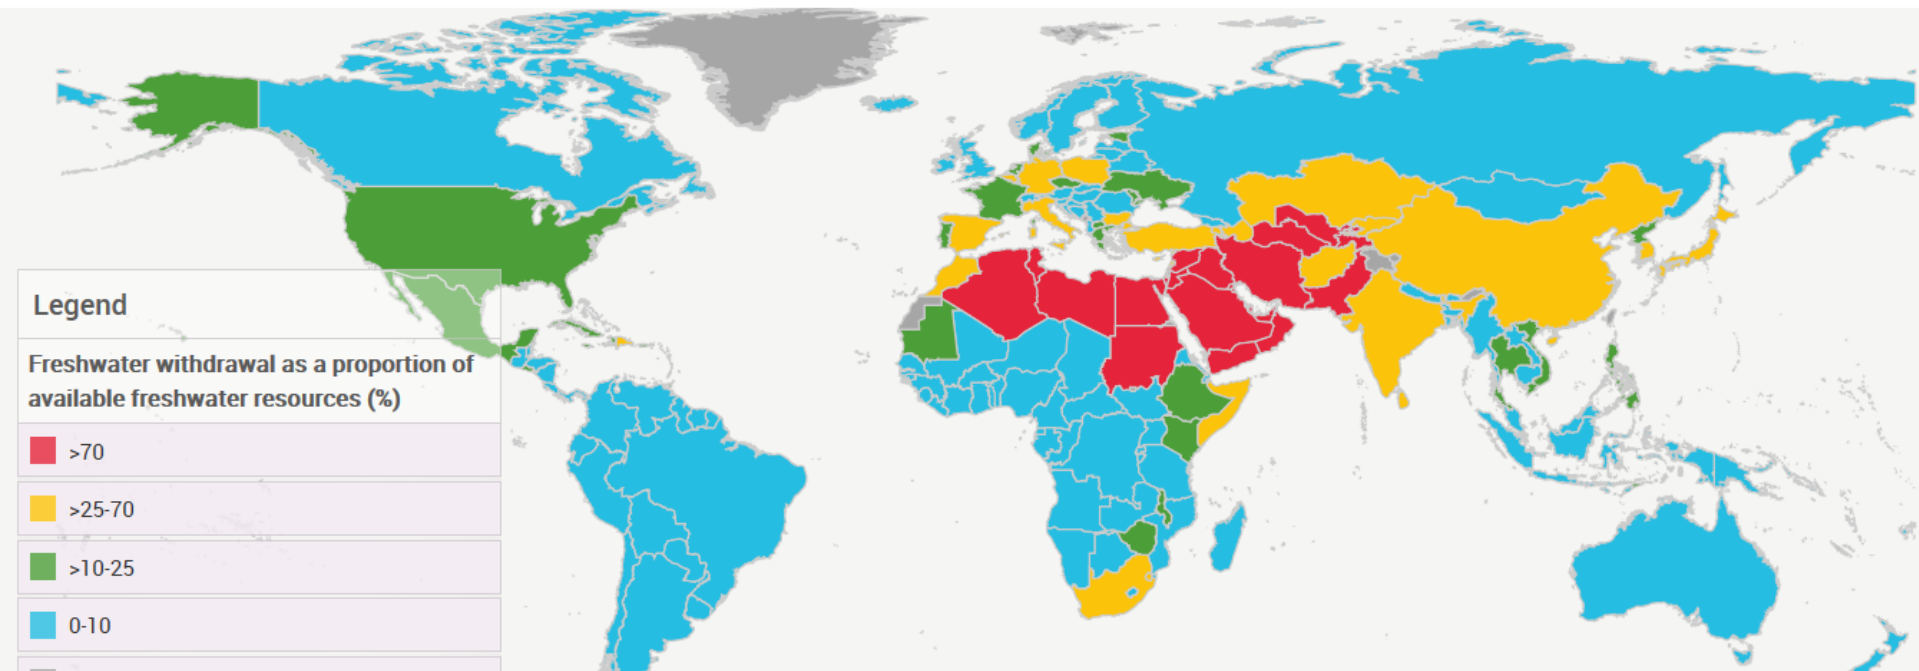 Legend
Freshwater withdrawal as a proportion of
available freshwater resources (%)
>70
>25-70
>10-25
0-10